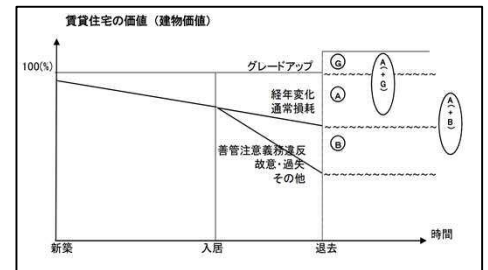 賃貸住宅の価値（建物価値）
100(%)
グレードアップ
経年変化
通常損耗
善管注意義務違反
故意・過失
その他
G
A
B
A(+G)
A(+B)
新築
入居
退去
時間